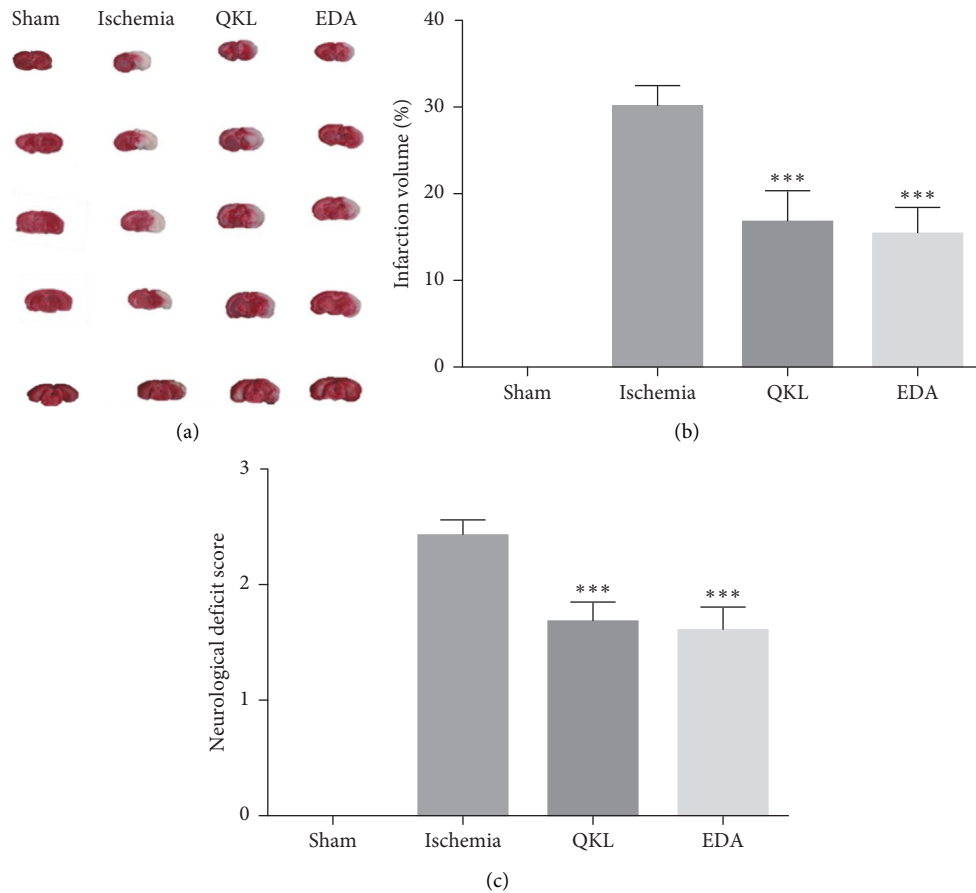 Sham Ischemia QKL EDA
(a)
40
30
20
10
0
Infarction volume (%)
***
***
Sham Ischemia QKL EDA
(b)
3
2
1
0
Neurological deficit score
***
***
Sham Ischemia QKL EDA
(c)